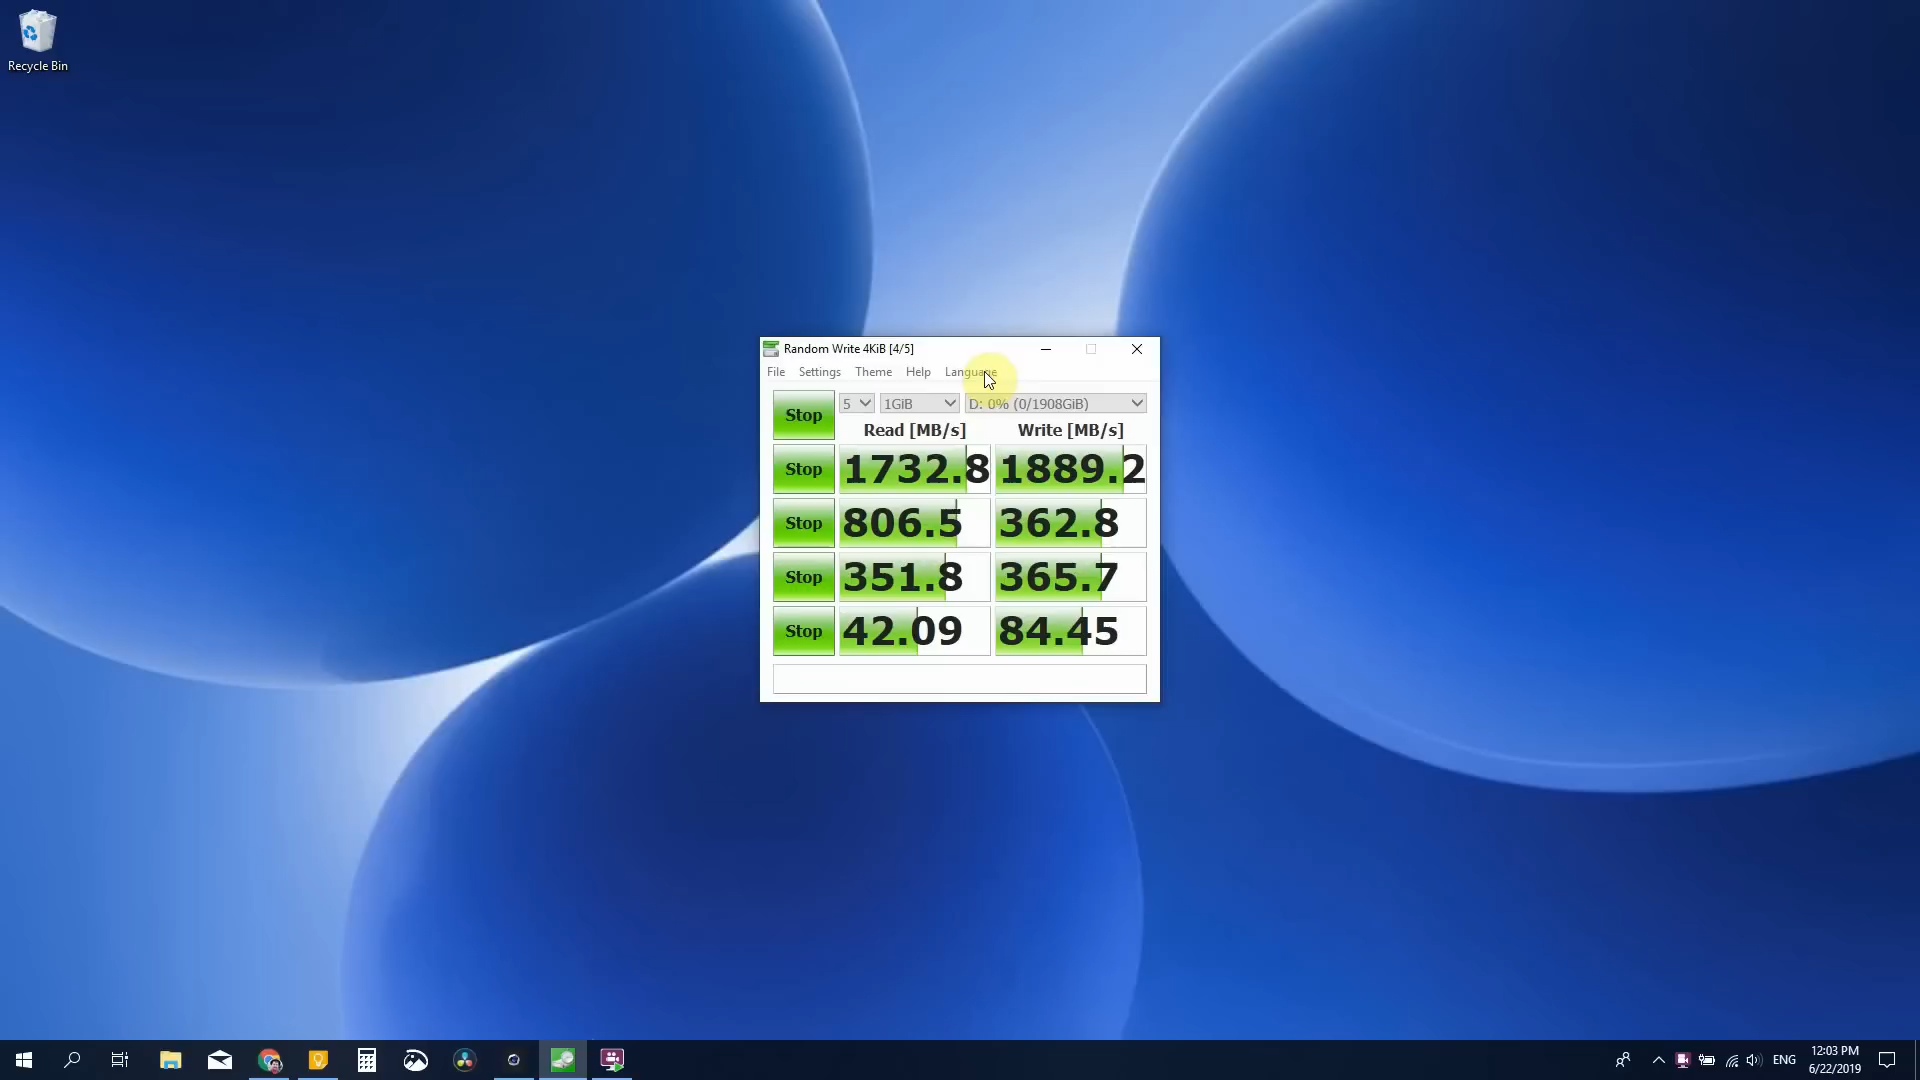 Recycle Bin
Random Write 4KiB [4/5]
File Settings Theme Help Language
Stop 5 1GiB D: 0% (0/1908GiB)
Read [MB/s] Write [MB/s]
Stop 1732.8 1889.2
Stop 806.5 362.8
Stop 351.8 365.7
Stop 42.09 84.45
ENG
12:03 PM
6/22/2019